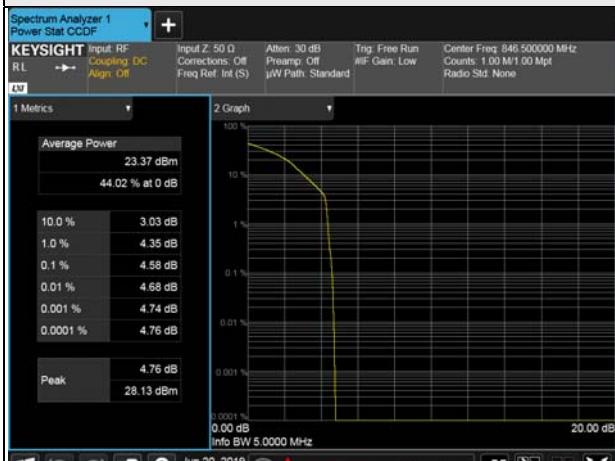 Spectrum Analyzer 1
Power Stat CCDF
+
KEYSIGHT Input: RF Input Z: 50 Ω Atten: 30 dB Trig: Free Run Center Freq: 846.500000 MHz
RL Coupling: DC Corrections: Off Preamp: Off #IF Gain: Low Counts: 1.00 M/1.00 Mpt
Align: Off Freq Ref: Int (S) µW Path: Standard Radio Std: None
LXI
1 Metrics
Average Power
23.37 dBm
44.02 % at 0 dB
10.0 % 3.03 dB
1.0 % 4.35 dB
0.1 % 4.58 dB
0.01 % 4.68 dB
0.001 % 4.74 dB
0.0001 % 4.76 dB
Peak 4.76 dB
28.13 dBm
2 Graph
100 %
10 %
1 %
0.1 %
0.01 %
0.001 %
0.0001 %
0.00 dB 20.00 dB
Info BW 5.0000 MHz